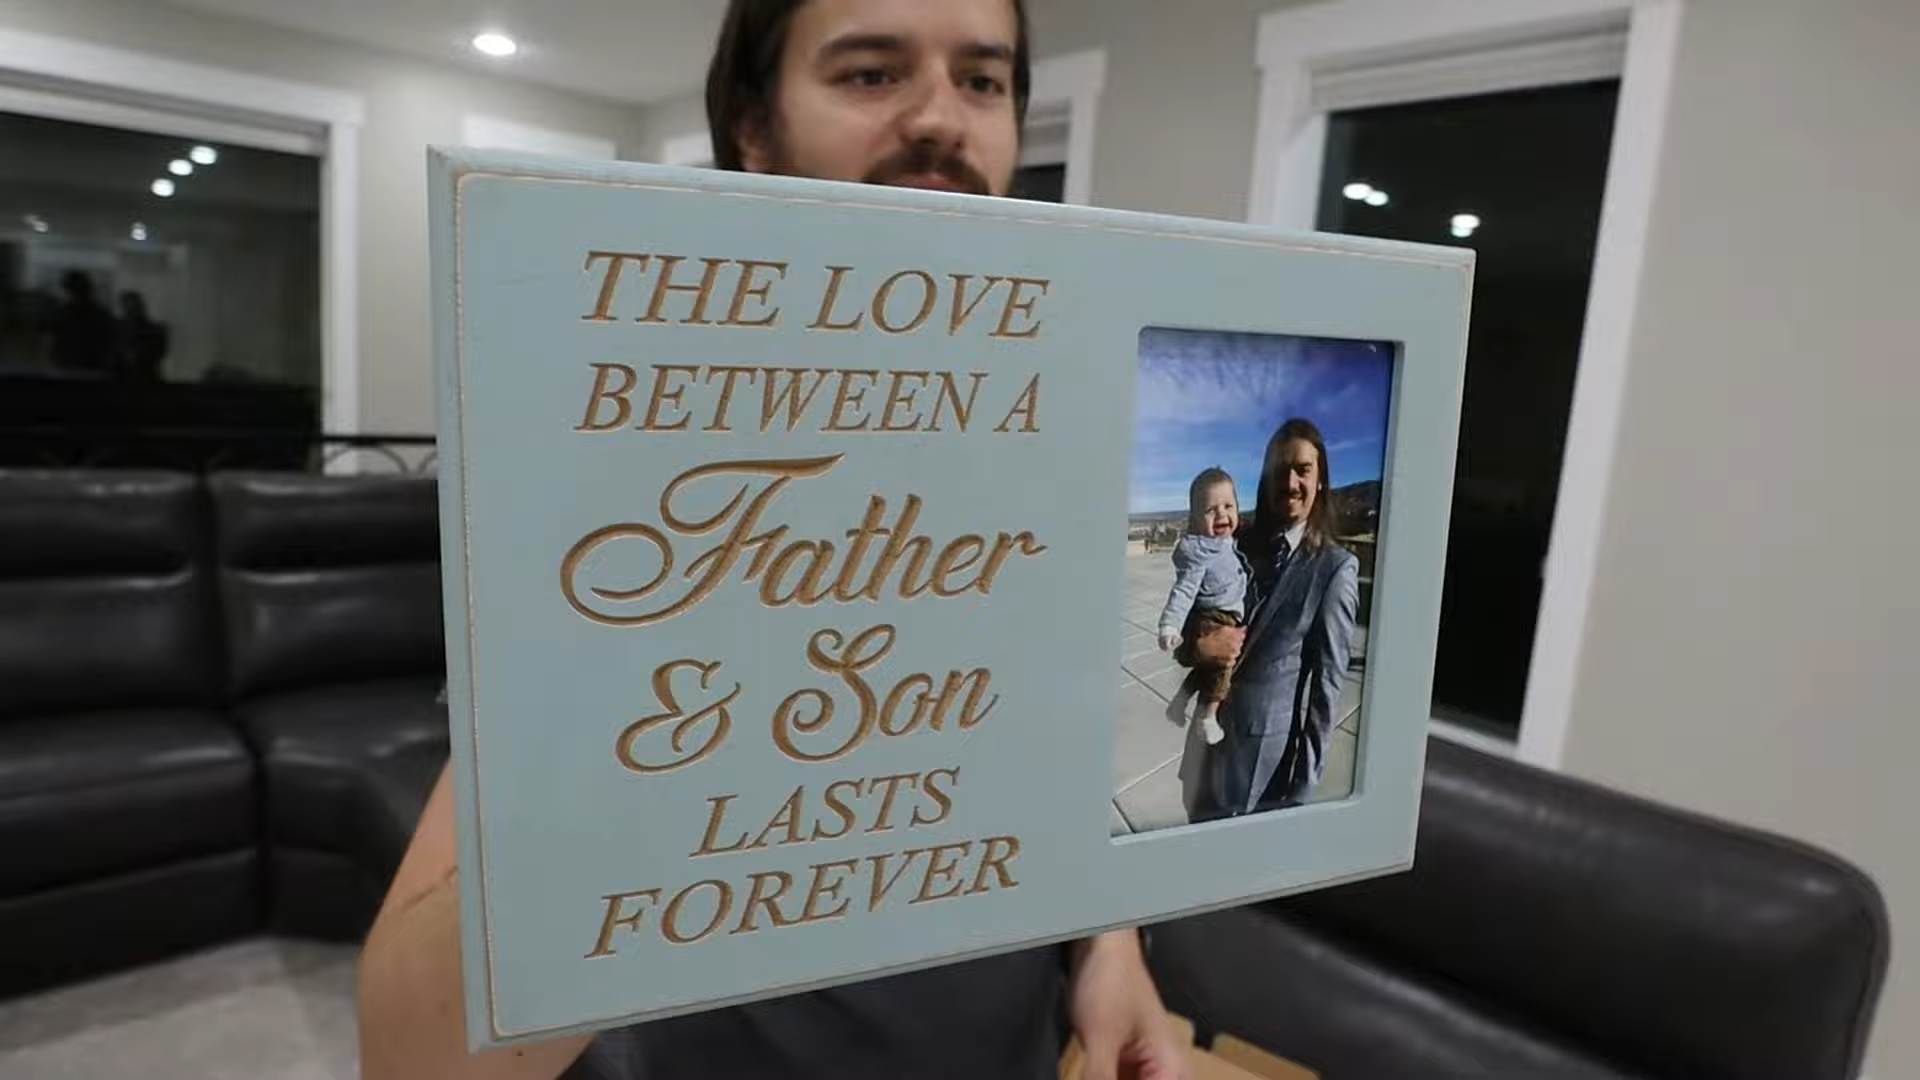 THE LOVE
BETWEEN A
Father
& Son
LASTS
FOREVER